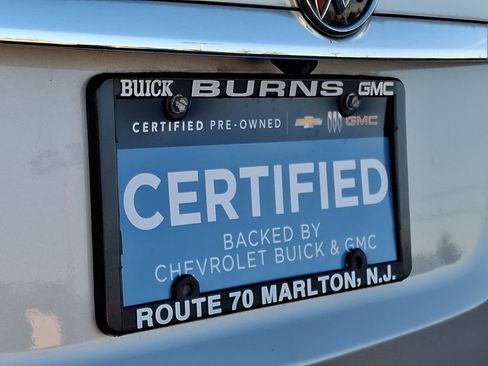 BUICK BURNS GMC
CERTIFIED PRE-OWNED GMC
CERTIFIED
BACKED BY
CHEVROLET BUICK & GMC
ROUTE 70 MARLTON, N.J.